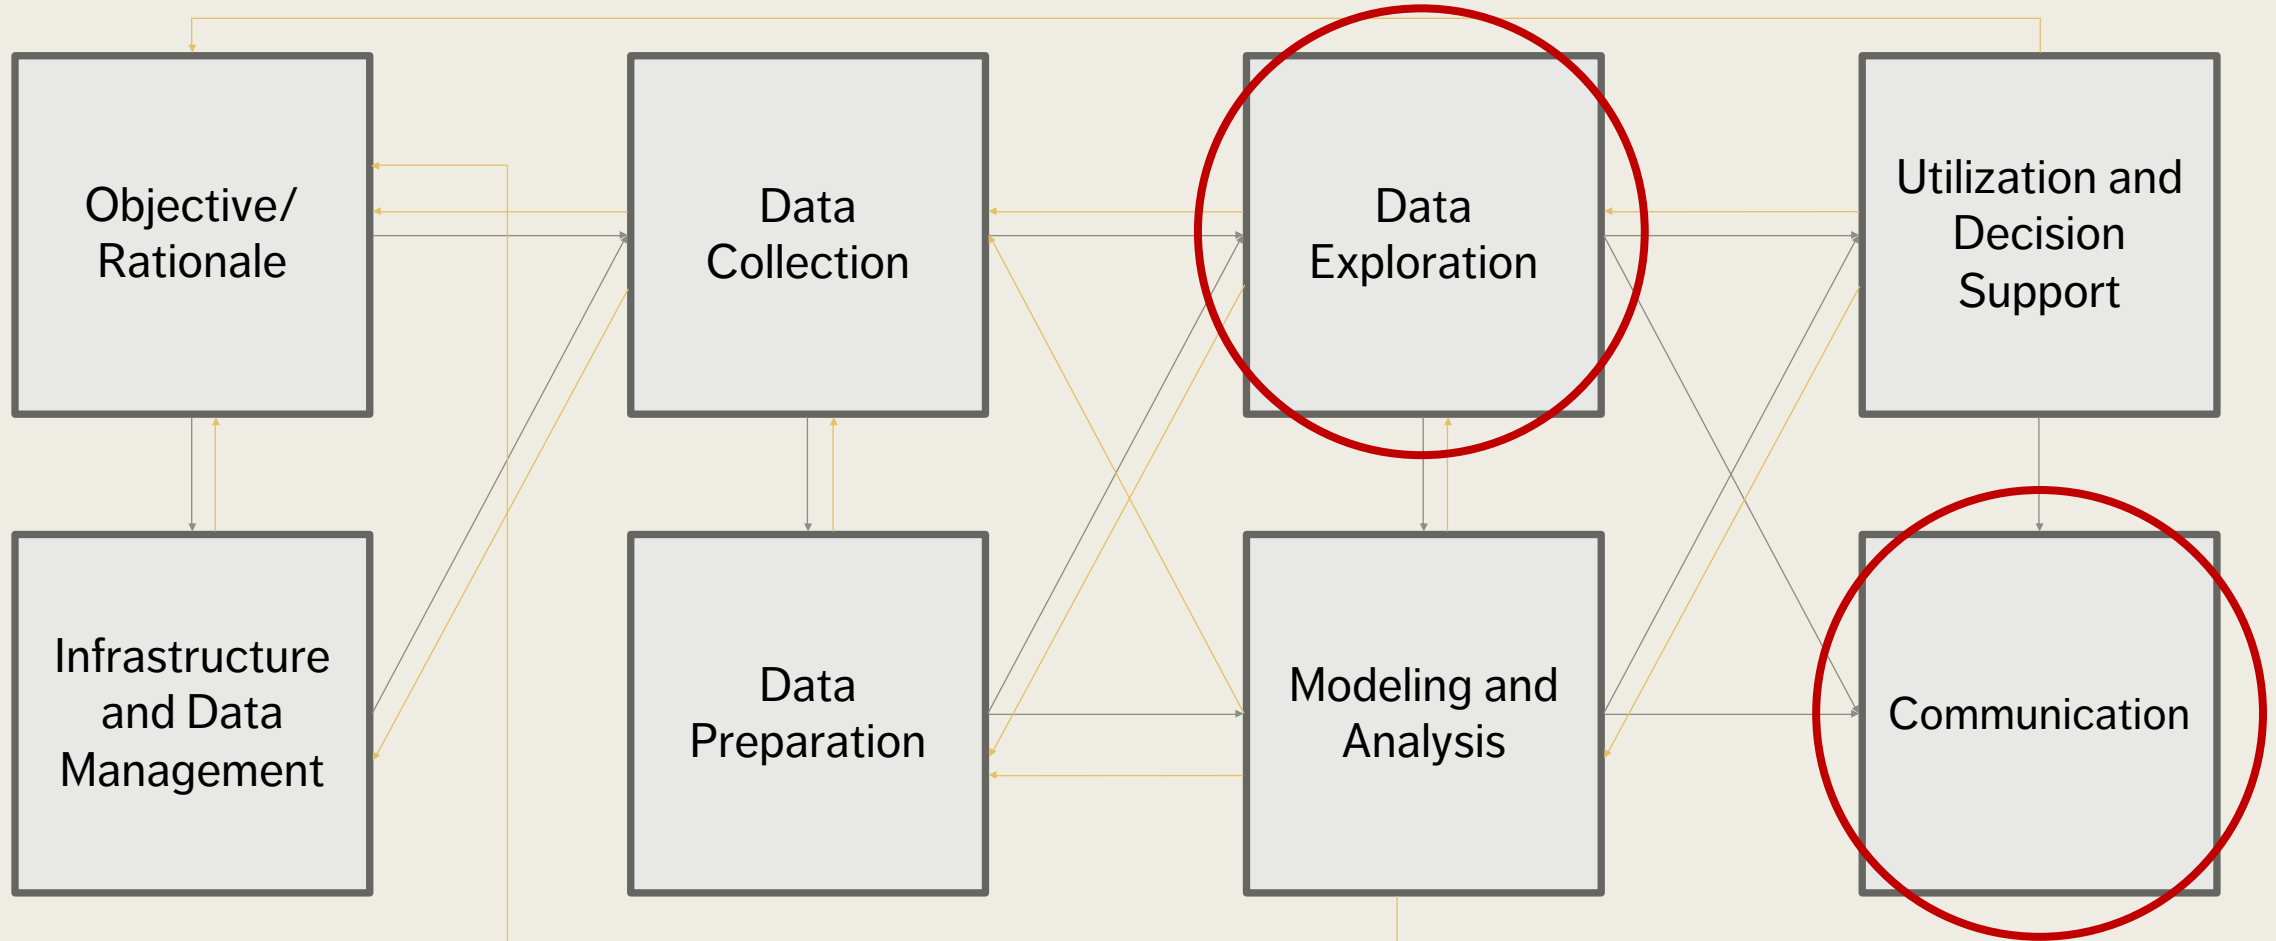 Objective/
Rationale
Data
Collection
Data
Exploration
Utilization and
Decision
Support
Infrastructure
and Data
Management
Data
Preparation
Modeling and
Analysis
Communication